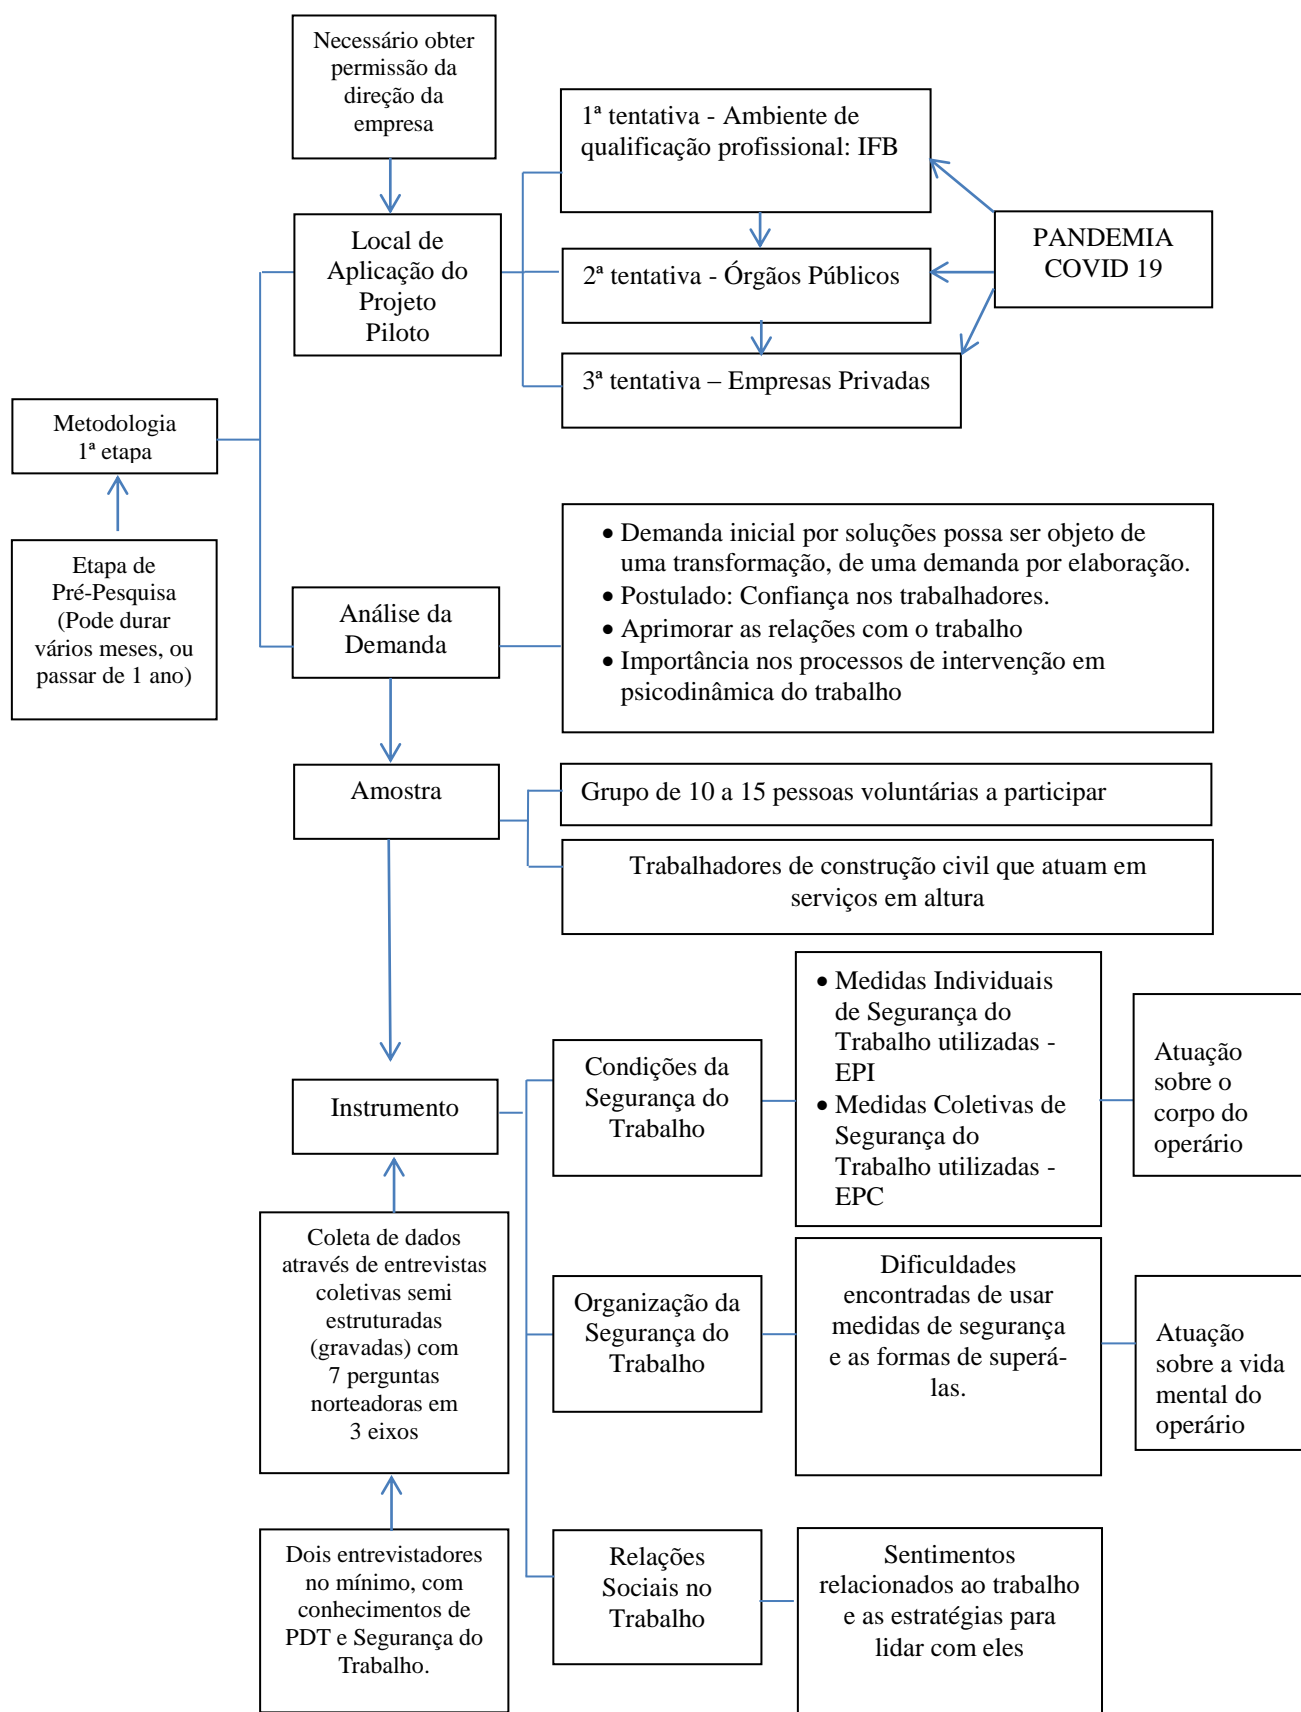 Necessário obter
permissão da
direção da
empresa
1ª tentativa - Ambiente de
qualificação profissional: IFB
Local de
Aplicação do
Projeto
Piloto
2ª tentativa - Órgãos Públicos
PANDEMIA
COVID 19
3ª tentativa – Empresas Privadas
Metodologia
1ª etapa
Etapa de
Pré-Pesquisa
(Pode durar
vários meses, ou
passar de 1 ano)
Análise da
Demanda
• Demanda inicial por soluções possa ser objeto de
uma transformação, de uma demanda por elaboração.
• Postulado: Confiança nos trabalhadores.
• Aprimorar as relações com o trabalho
• Importância nos processos de intervenção em
psicodinâmica do trabalho
Amostra
Grupo de 10 a 15 pessoas voluntárias a participar
Trabalhadores de construção civil que atuam em
serviços em altura
Instrumento
Condições da
Segurança do
Trabalho
• Medidas Individuais
de Segurança do
Trabalho utilizadas -
EPI
• Medidas Coletivas de
Segurança do
Trabalho utilizadas -
EPC
Atuação
sobre o
corpo do
operário
Coleta de dados
através de entrevistas
coletivas semi
estruturadas
(gravadas) com
7 perguntas
norteadoras em
3 eixos
Organização da
Segurança do
Trabalho
Dificuldades
encontradas de usar
medidas de segurança
e as formas de superá-
las.
Atuação
sobre a vida
mental do
operário
Dois entrevistadores
no mínimo, com
conhecimentos de
PDT e Segurança do
Trabalho.
Relações
Sociais no
Trabalho
Sentimentos
relacionados ao trabalho
e as estratégias para
lidar com eles